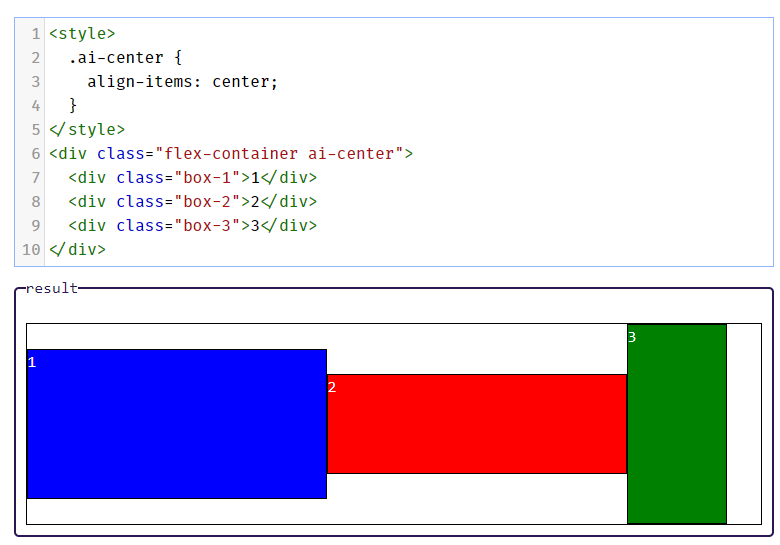 1 <style>
2   .ai-center {
3     align-items: center;
4   }
5 </style>
6 <div class="flex-container ai-center">
7   <div class="box-1">1</div>
8   <div class="box-2">2</div>
9   <div class="box-3">3</div>
10 </div>
result
1
2
3